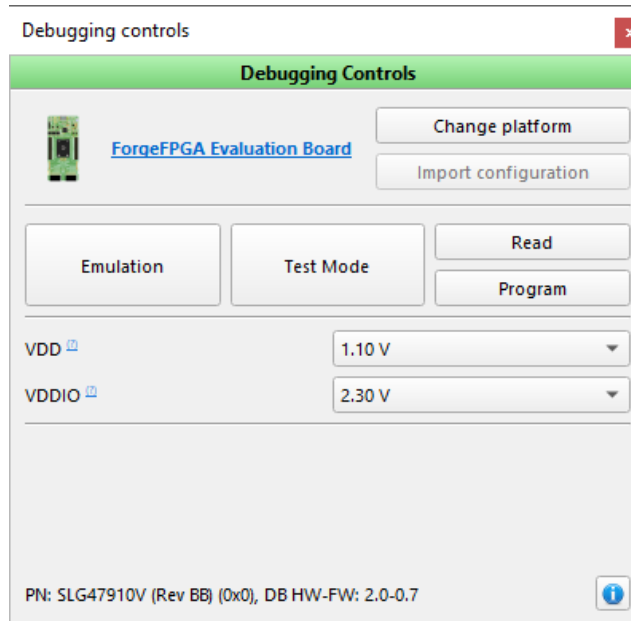 Debugging controls
Debugging Controls
ForgeFPGA Evaluation Board
Change platform
Import configuration
Emulation
Test Mode
Read
Program
VDD (?)
1.10 V
VDDIO (?)
2.30 V
PN: SLG47910V (Rev BB) (0x0), DB HW-FW: 2.0-0.7